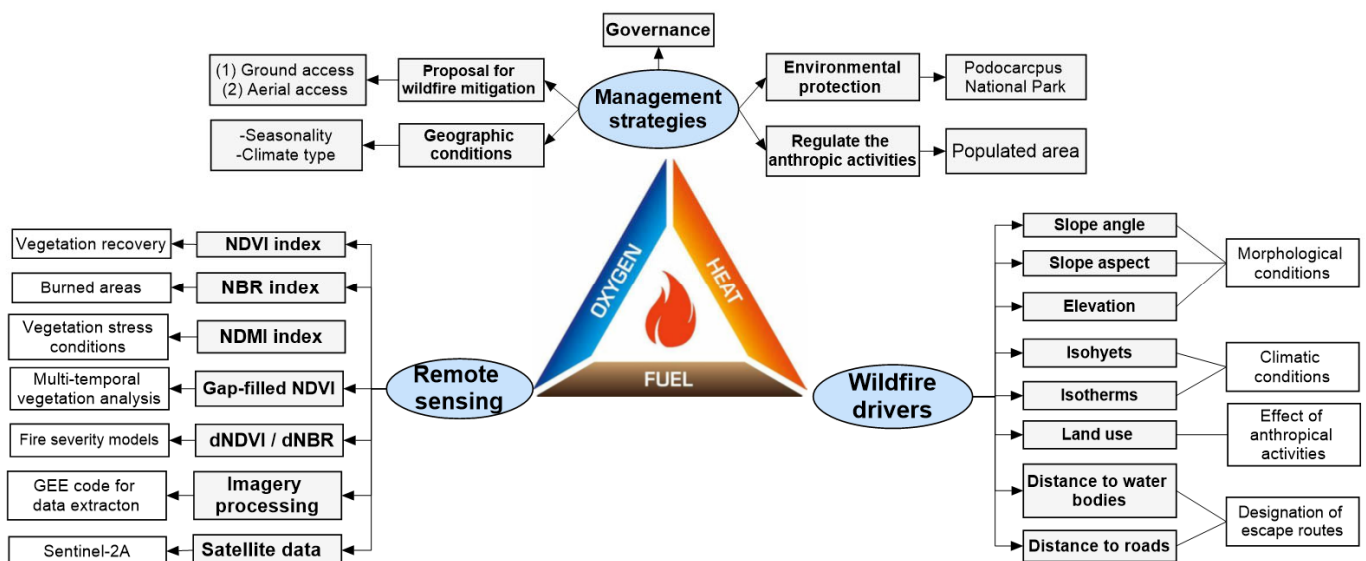 Governance
(1) Ground access
(2) Aerial access
Proposal for
wildfire mitigation
Management
strategies
Environmental
protection
Podocarcpus
National Park
-Seasonality
-Climate type
Geographic
conditions
Regulate the
anthropic activities
Populated area
OXYGEN
HEAT
FUEL
Remote
sensing
Vegetation recovery
NDVI index
Burned areas
NBR index
Vegetation stress
conditions
NDMI index
Multi-temporal
vegetation analysis
Gap-filled NDVI
Fire severity models
dNDVI / dNBR
GEE code for
data extracton
Imagery
processing
Sentinel-2A
Satellite data
Wildfire
drivers
Slope angle
Slope aspect
Elevation
Morphological
conditions
Isohyets
Isotherms
Climatic
conditions
Land use
Effect of
anthropical
activities
Distance to water
bodies
Distance to roads
Designation of
escape routes